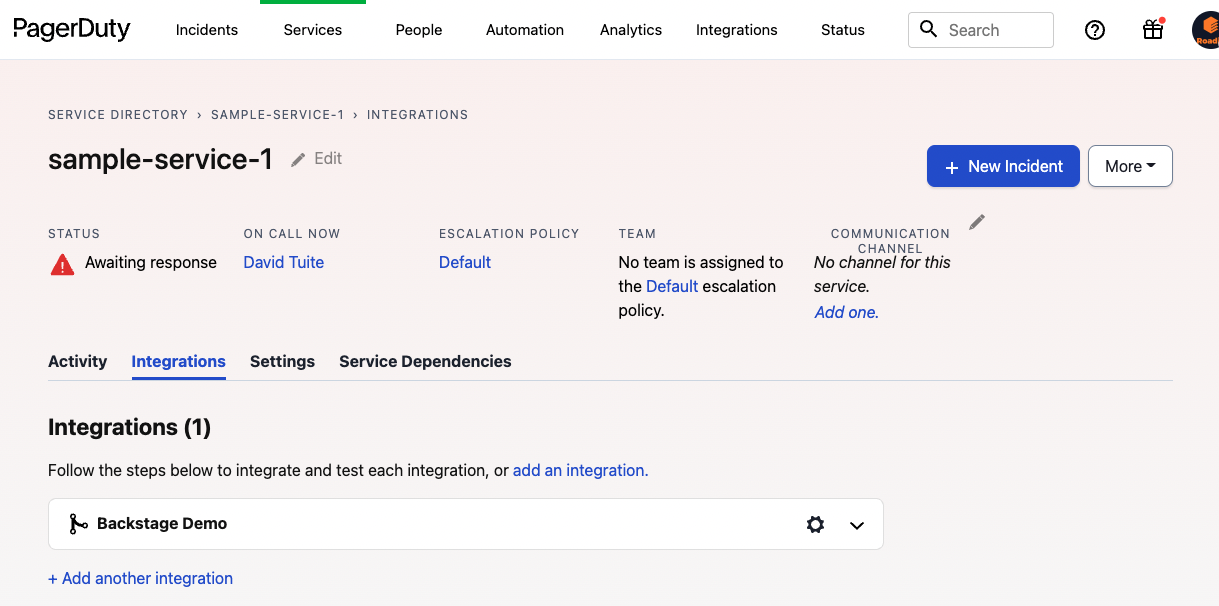 PagerDuty
Incidents
Services
People
Automation
Analytics
Integrations
Status
Search
SERVICE DIRECTORY › SAMPLE-SERVICE-1 › INTEGRATIONS
sample-service-1
Edit
+ New Incident
More
STATUS
Awaiting response
ON CALL NOW
David Tuite
ESCALATION POLICY
Default
TEAM
No team is assigned to
the Default escalation
policy.
COMMUNICATION
CHANNEL
No channel for this
service.
Add one.
Activity
Integrations
Settings
Service Dependencies
Integrations (1)
Follow the steps below to integrate and test each integration, or add an integration.
Backstage Demo
+ Add another integration